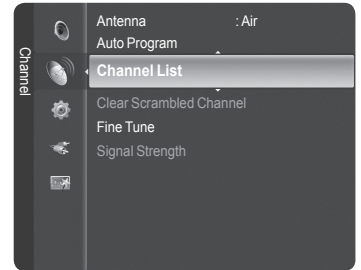 Channel
Antenna : Air
Auto Program
Channel List
Clear Scrambled Channel
Fine Tune
Signal Strength